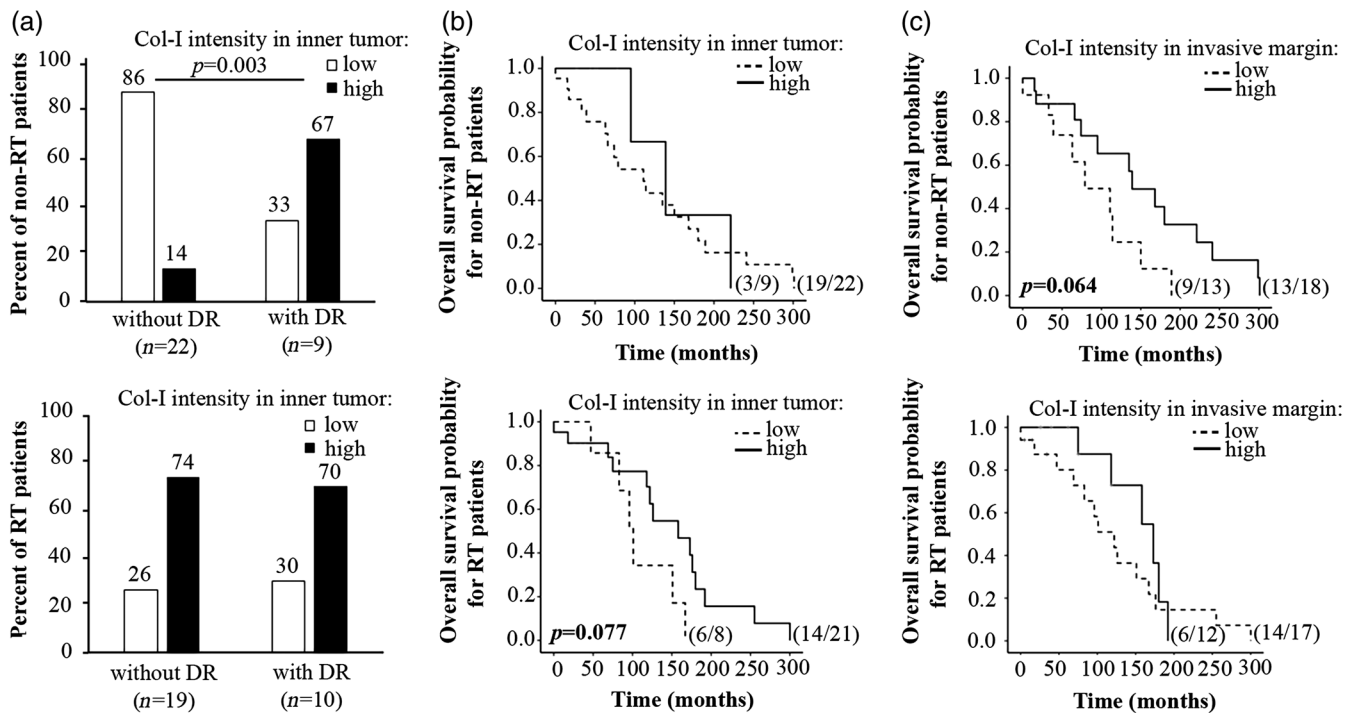 (a)
Col-I intensity in inner tumor:
low
high
p=0.003
Percent of non-RT patients
100
80
60
40
20
0
86
14
33
67
without DR
with DR
(n=22)
(n=9)
(b)
Col-I intensity in inner tumor:
low
high
Overall survival probability
for non-RT patients
1.0
0.8
0.6
0.4
0.2
0.0
(3/9)
(19/22)
0 50 100 150 200 250 300
Time (months)
(c)
Col-I intensity in invasive margin:
low
high
Overall survival probablity
for non-RT patients
1.0
0.8
0.6
0.4
0.2
0.0
p=0.064
(9/13)
(13/18)
0 50 100 150 200 250 300
Time (months)
Col-I intensity in inner tumor:
low
high
Percent of RT patients
100
80
60
40
20
0
26
74
30
70
without DR
with DR
(n=19)
(n=10)
Col-I intensity in inner tumor:
low
high
Overall survival probablity
for RT patients
1.0
0.8
0.6
0.4
0.2
0.0
p=0.077
(6/8)
(14/21)
0 50 100 150 200 250 300
Time (months)
Col-I intensity in invasive margin:
low
high
Overall survival probablity
for RT patients
1.0
0.8
0.6
0.4
0.2
0.0
(6/12)
(14/17)
0 50 100 150 200 250 300
Time (months)